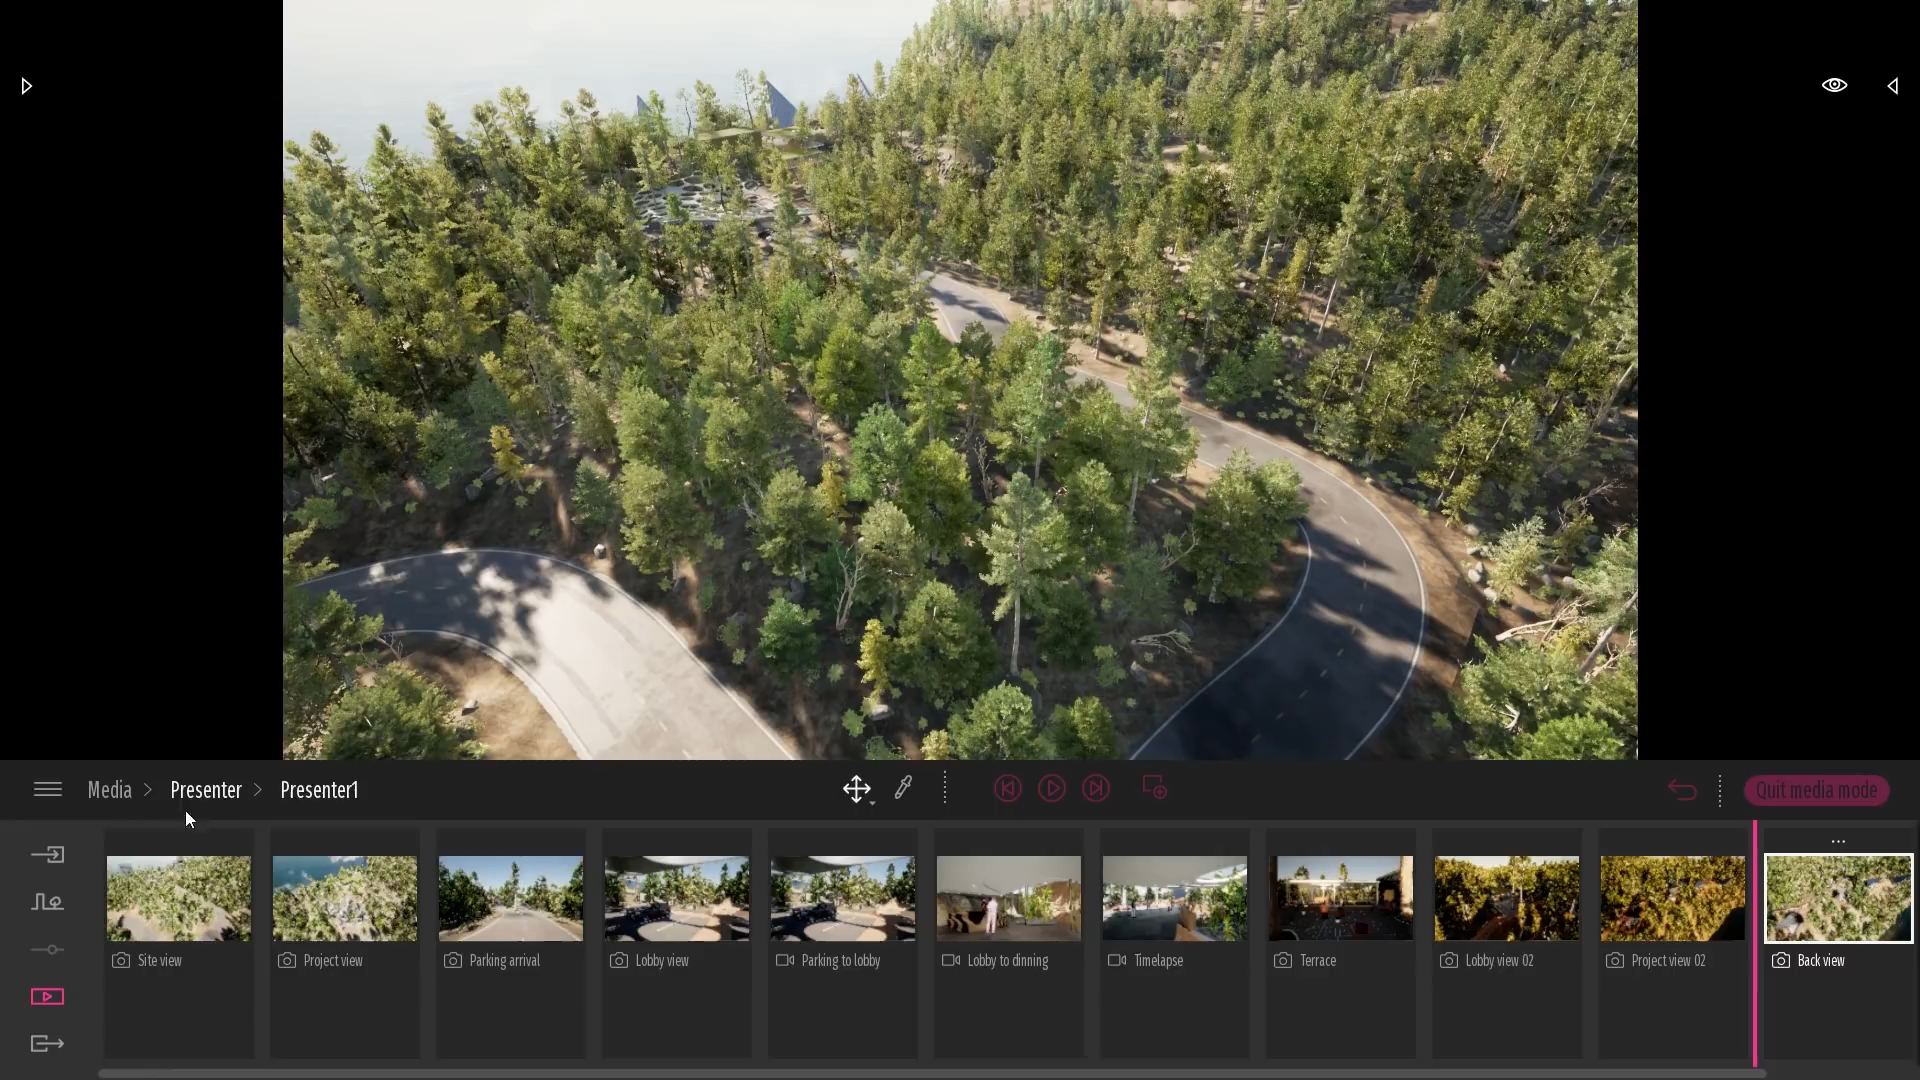 Media > Presenter > Presenter1
Quit media mode
...
Site view
Project view
Parking arrival
Lobby view
Parking to lobby
Lobby to dinning
Timelapse
Terrace
Lobby view 02
Project view 02
Back view